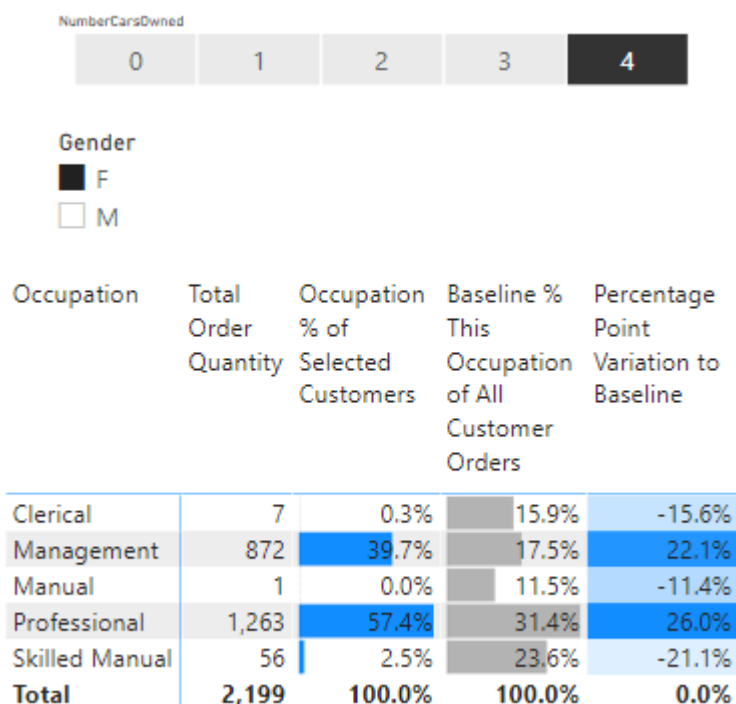 NumberCarsOwned
0 1 2 3 4
Gender
F
M
Occupation Total Order Quantity Occupation % of Selected Customers Baseline % This Occupation of All Customer Orders Percentage Point Variation to Baseline
Clerical 7 0.3% 15.9% -15.6%
Management 872 39.7% 17.5% 22.1%
Manual 1 0.0% 11.5% -11.4%
Professional 1,263 57.4% 31.4% 26.0%
Skilled Manual 56 2.5% 23.6% -21.1%
Total 2,199 100.0% 100.0% 0.0%